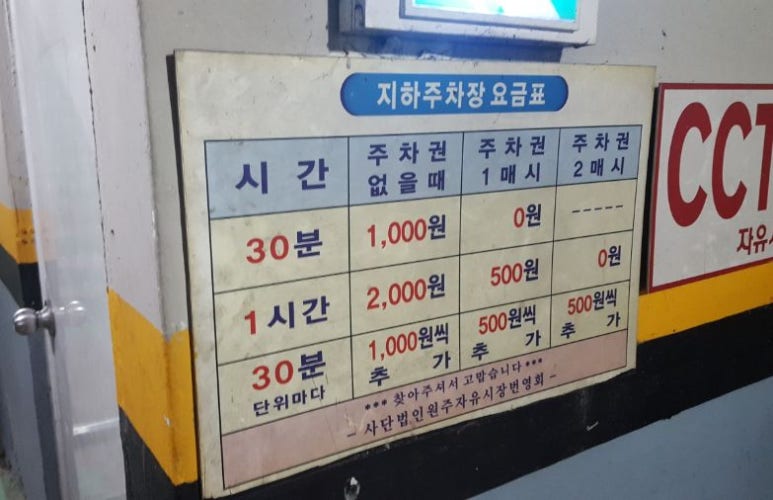 지하주차장 요금표
시 간 주차권 없을때 주차권 1매시 주차권 2매시
30분 1,000원 0원 -----
1시간 2,000원 500원 0원
30분 단위마다 1,000원씩 추 가 500원씩 추 가 500원씩 추 가
*** 찾아주셔서 고맙습니다 ***
- 사단법인원주자유시장번영회 -
CCT
자유